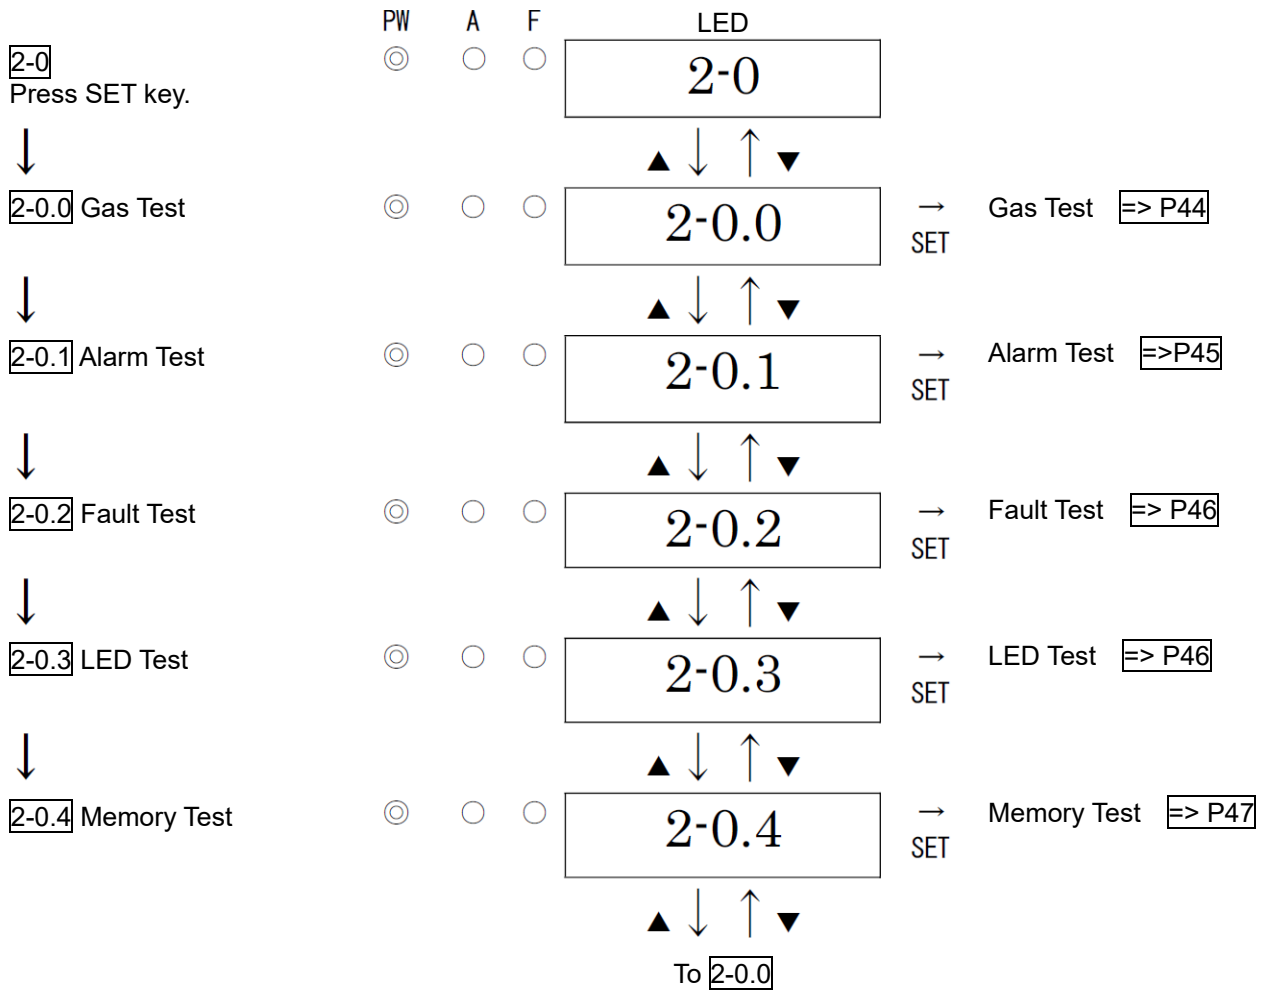 PW A F LED
2-0 ◎ ○ ○ 2-0
Press SET key.
↓ ▲ ↓ ↑ ▼
2-0.0 Gas Test ◎ ○ ○ 2-0.0 → Gas Test => P44
SET
↓ ▲ ↓ ↑ ▼
2-0.1 Alarm Test ◎ ○ ○ 2-0.1 → Alarm Test =>P45
SET
↓ ▲ ↓ ↑ ▼
2-0.2 Fault Test ◎ ○ ○ 2-0.2 → Fault Test => P46
SET
↓ ▲ ↓ ↑ ▼
2-0.3 LED Test ◎ ○ ○ 2-0.3 → LED Test => P46
SET
↓ ▲ ↓ ↑ ▼
2-0.4 Memory Test ◎ ○ ○ 2-0.4 → Memory Test => P47
SET
▲ ↓ ↑ ▼
To 2-0.0